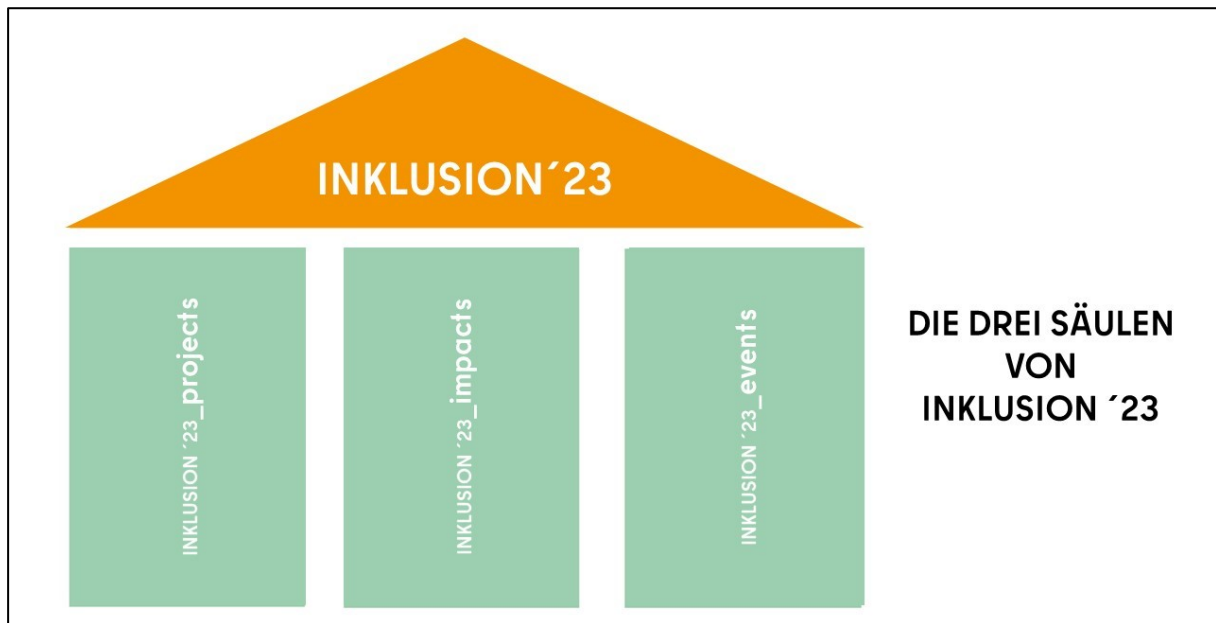 INKLUSION´23
INKLUSION ´23_projects
INKLUSION ´23_impacts
INKLUSION ´23_events
DIE DREI SÄULEN
VON
INKLUSION ´23